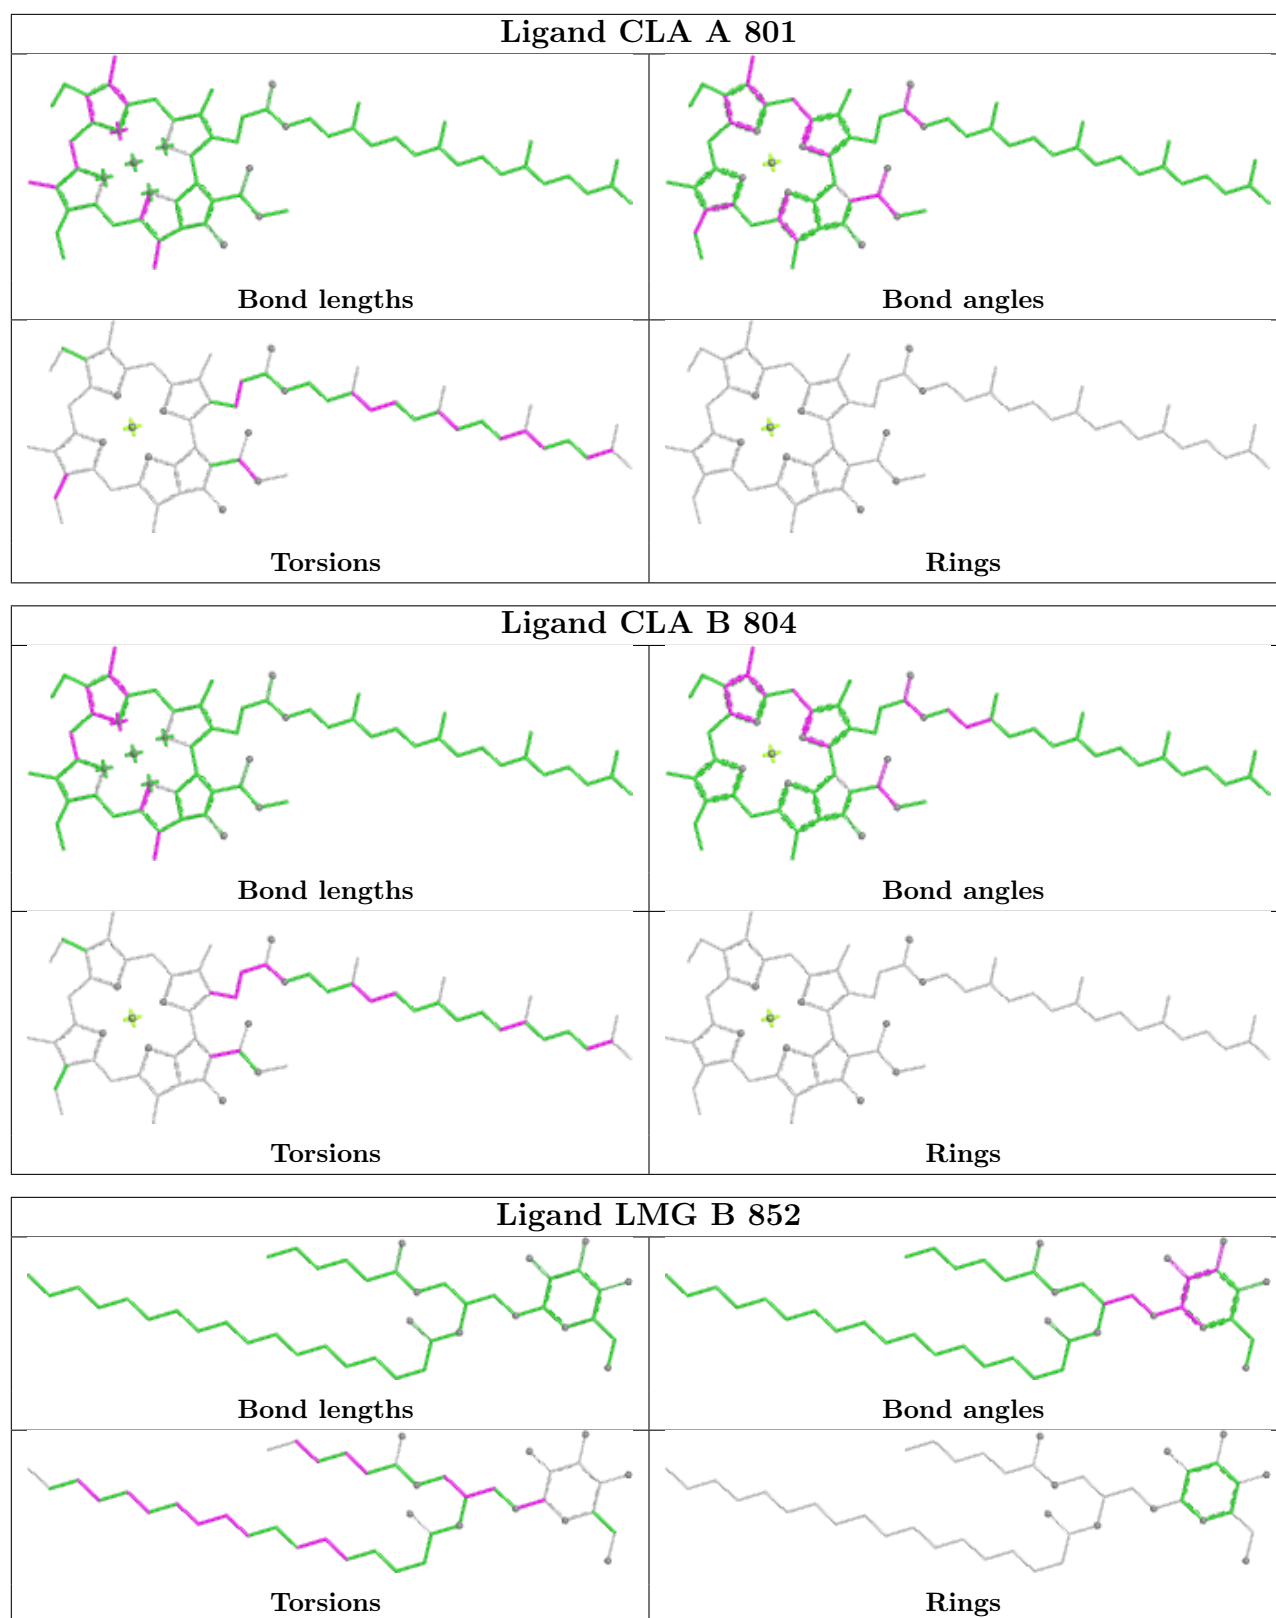 Ligand CLA A 801
Bond lengths
Bond angles
Torsions
Rings
Ligand CLA B 804
Bond lengths
Bond angles
Torsions
Rings
Ligand LMG B 852
Bond lengths
Bond angles
Torsions
Rings